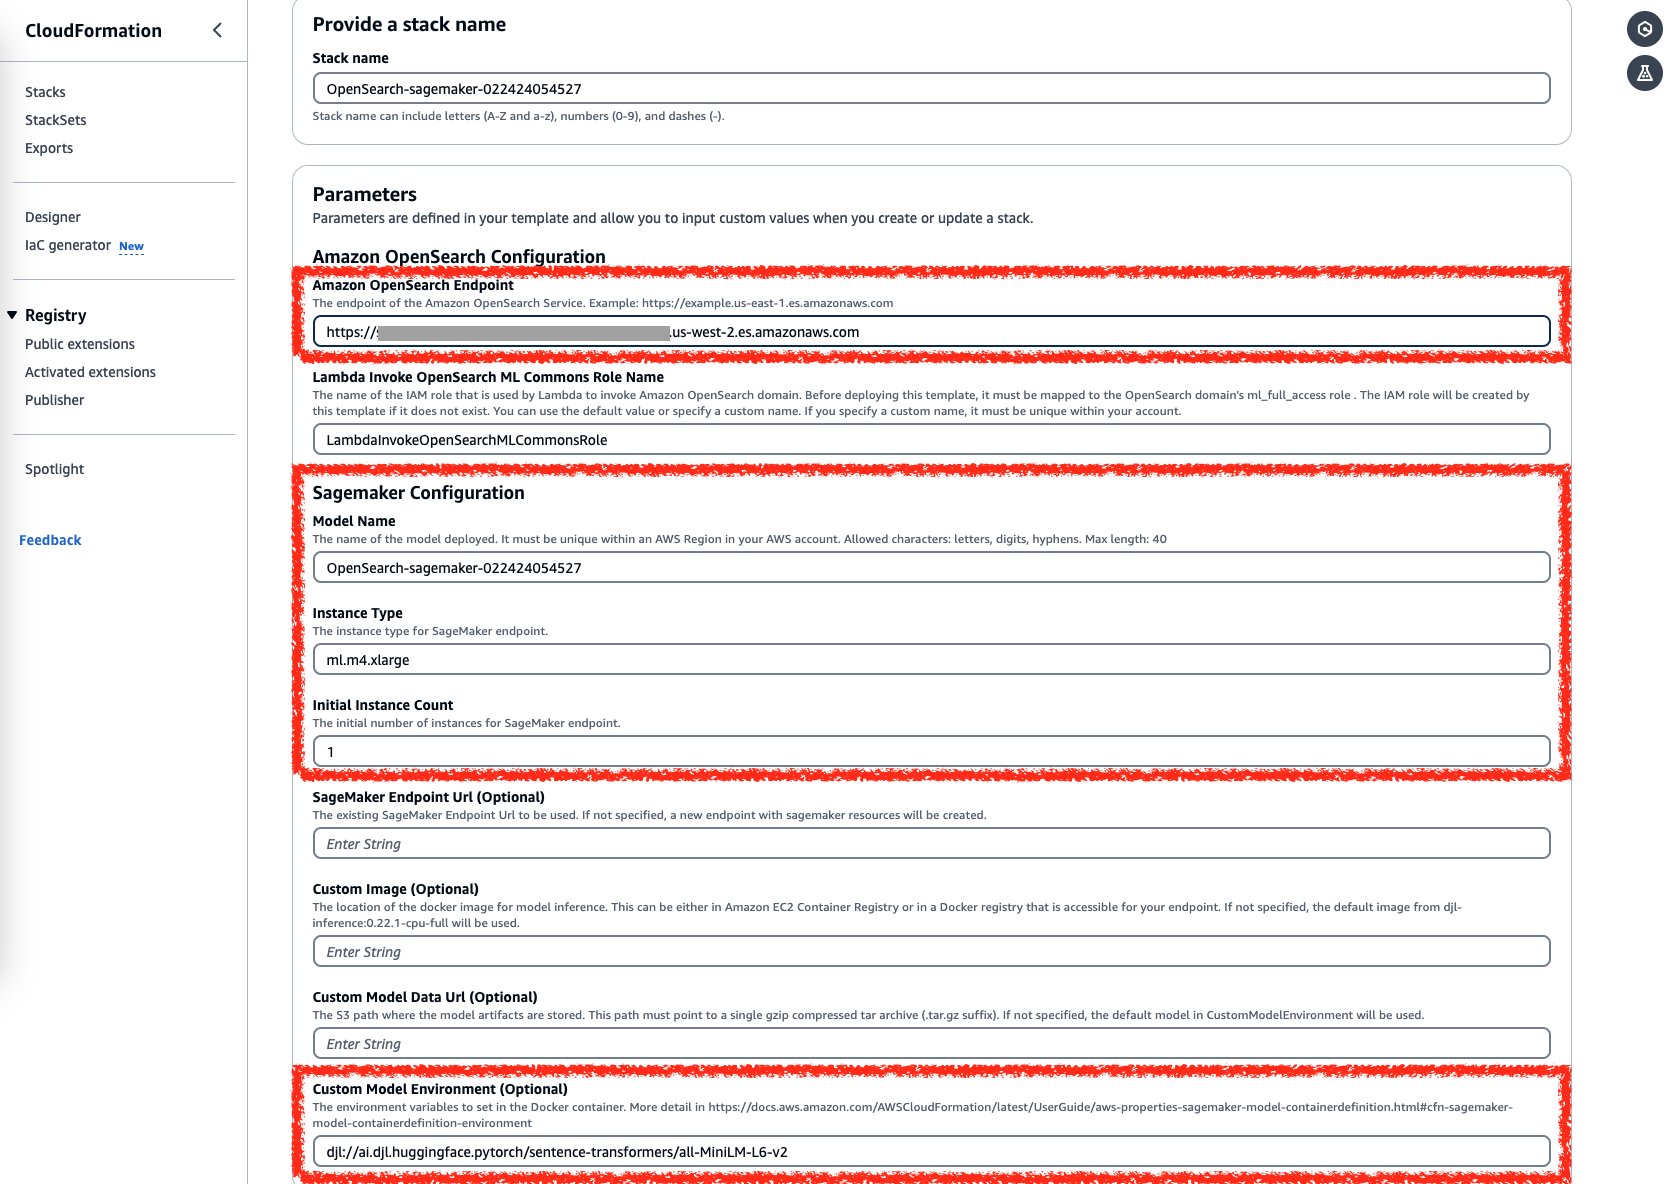 CloudFormation
Stacks
StackSets
Exports
Designer
IaC generator New
Registry
Public extensions
Activated extensions
Publisher
Spotlight
Feedback
Provide a stack name
Stack name
OpenSearch-sagemaker-022424054527
Stack name can include letters (A-Z and a-z), numbers (0-9), and dashes (-).
Parameters
Parameters are defined in your template and allow you to input custom values when you create or update a stack.
Amazon OpenSearch Configuration
Amazon OpenSearch Endpoint
The endpoint of the Amazon OpenSearch Service. Example: https://example.us-east-1.es.amazonaws.com
https:// .us-west-2.es.amazonaws.com
Lambda Invoke OpenSearch ML Commons Role Name
The name of the IAM role that is used by Lambda to invoke Amazon OpenSearch domain. Before deploying this template, it must be mapped to the OpenSearch domain's ml_full_access role . The IAM role will be created by
this template if it does not exist. You can use the default value or specify a custom name. If you specify a custom name, it must be unique within your account.
LambdaInvokeOpenSearchMLCommonsRole
Sagemaker Configuration
Model Name
The name of the model deployed. It must be unique within an AWS Region in your AWS account. Allowed characters: letters, digits, hyphens. Max length: 40
OpenSearch-sagemaker-022424054527
Instance Type
The instance type for SageMaker endpoint.
ml.m4.xlarge
Initial Instance Count
The initial number of instances for SageMaker endpoint.
1
SageMaker Endpoint Url (Optional)
The existing SageMaker Endpoint Url to be used. If not specified, a new endpoint with sagemaker resources will be created.
Enter String
Custom Image (Optional)
The location of the docker image for model inference. This can be either in Amazon EC2 Container Registry or in a Docker registry that is accessible for your endpoint. If not specified, the default image from djl-
inference:0.22.1-cpu-full will be used.
Enter String
Custom Model Data Url (Optional)
The S3 path where the model artifacts are stored. This path must point to a single gzip compressed tar archive (.tar.gz suffix). If not specified, the default model in CustomModelEnvironment will be used.
Enter String
Custom Model Environment (Optional)
The environment variables to set in the Docker container. More detail in https://docs.aws.amazon.com/AWSCloudFormation/latest/UserGuide/aws-properties-sagemaker-model-containerdefinition.html#cfn-sagemaker-
model-containerdefinition-environment
djl://ai.djl.huggingface.pytorch/sentence-transformers/all-MiniLM-L6-v2